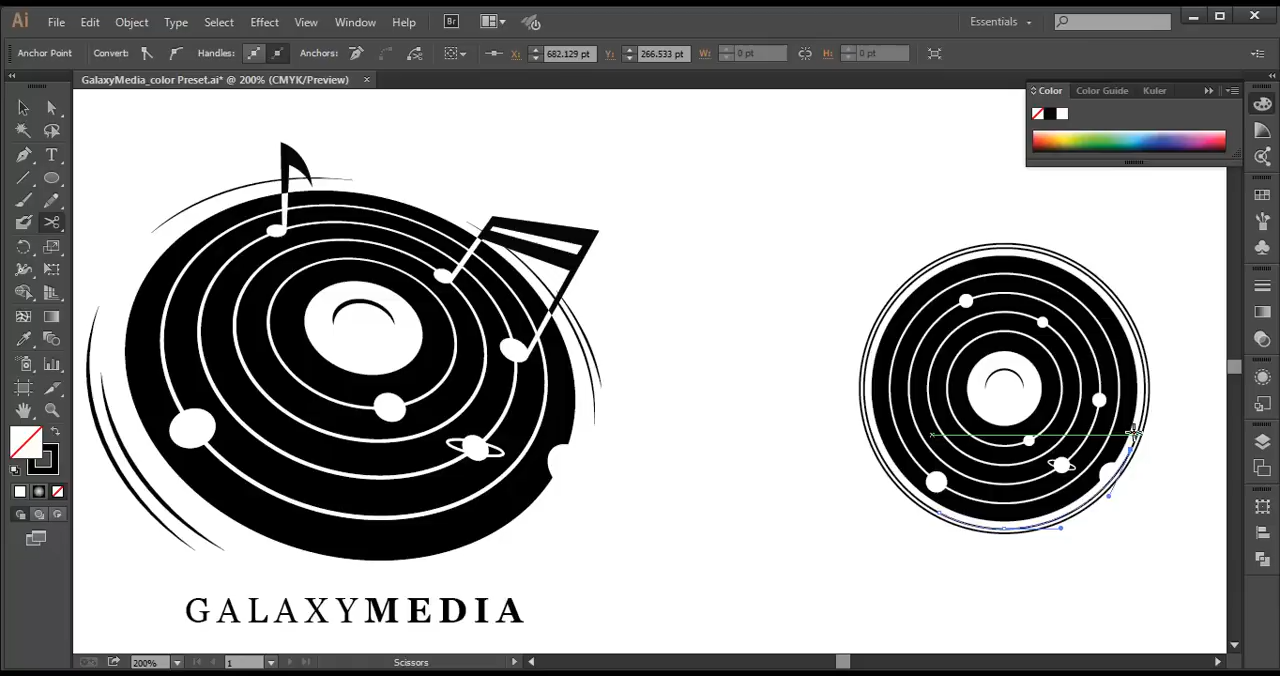 Ai File Edit Object Type Select Effect View Window Help Br Essentials
Anchor Point Convert: Handles: Anchors: X: 682.129 pt Y: 266.533 pt W: 0 pt H: 0 pt
GalaxyMedia_color Preset.ai* @ 200% (CMYK/Preview) ×
Color Color Guide Kuler
T
GALAXYMEDIA
200% 1 Scissors